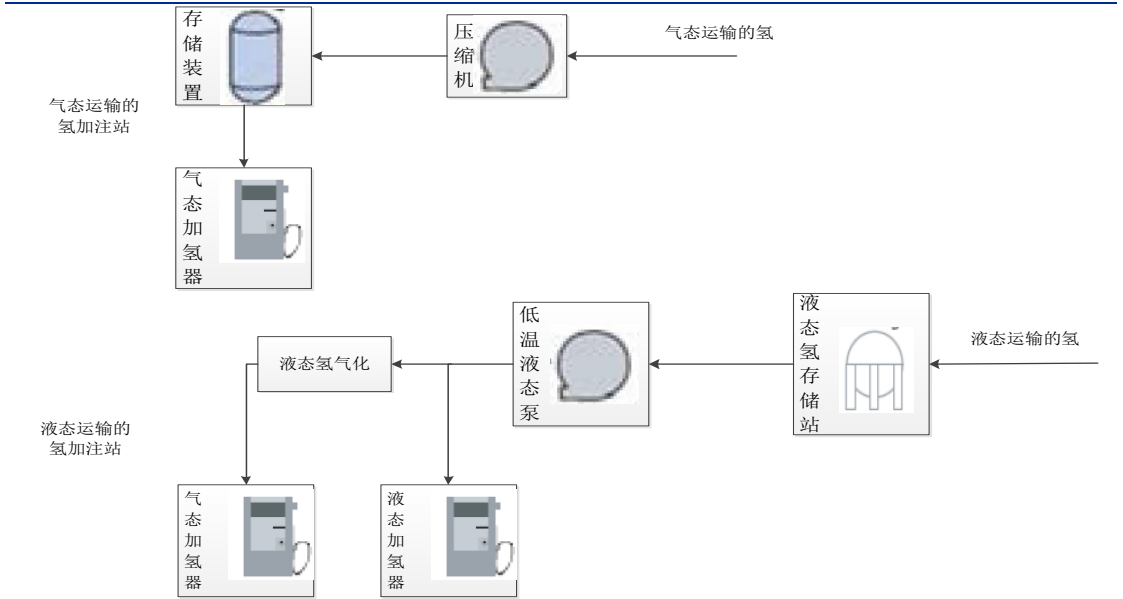 存储装置
压缩机
气态运输的氢
气态运输的
氢加注站
气态加氢器
液态氢存储站
低温液态泵
液态运输的氢
液态氢气化
液态运输的
氢加注站
气态加氢器
液态加氢器